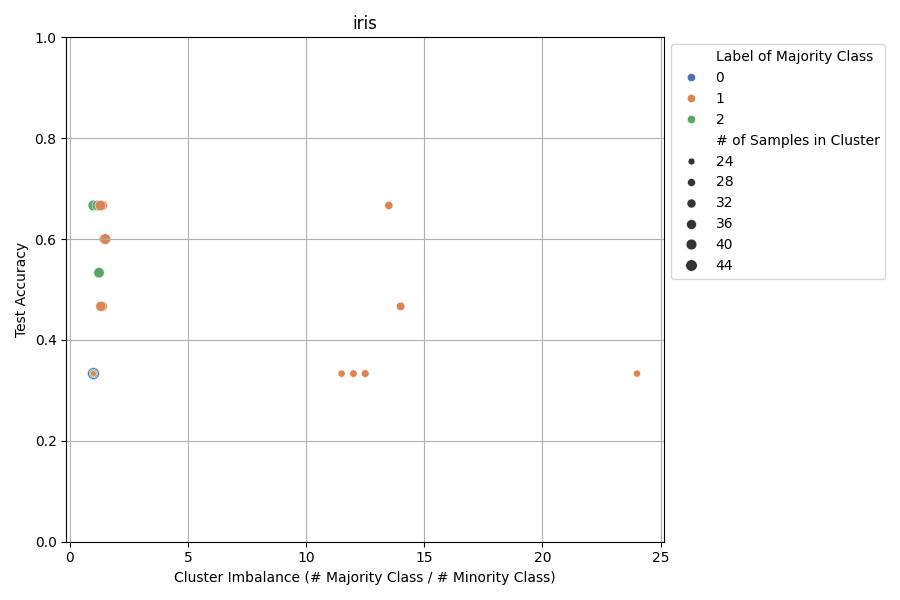 iris
1.0
0.8
0.6
0.4
0.2
0.0
Test Accuracy
0 5 10 15 20 25
Cluster Imbalance (# Majority Class / # Minority Class)
Label of Majority Class
0
1
2
# of Samples in Cluster
24
28
32
36
40
44